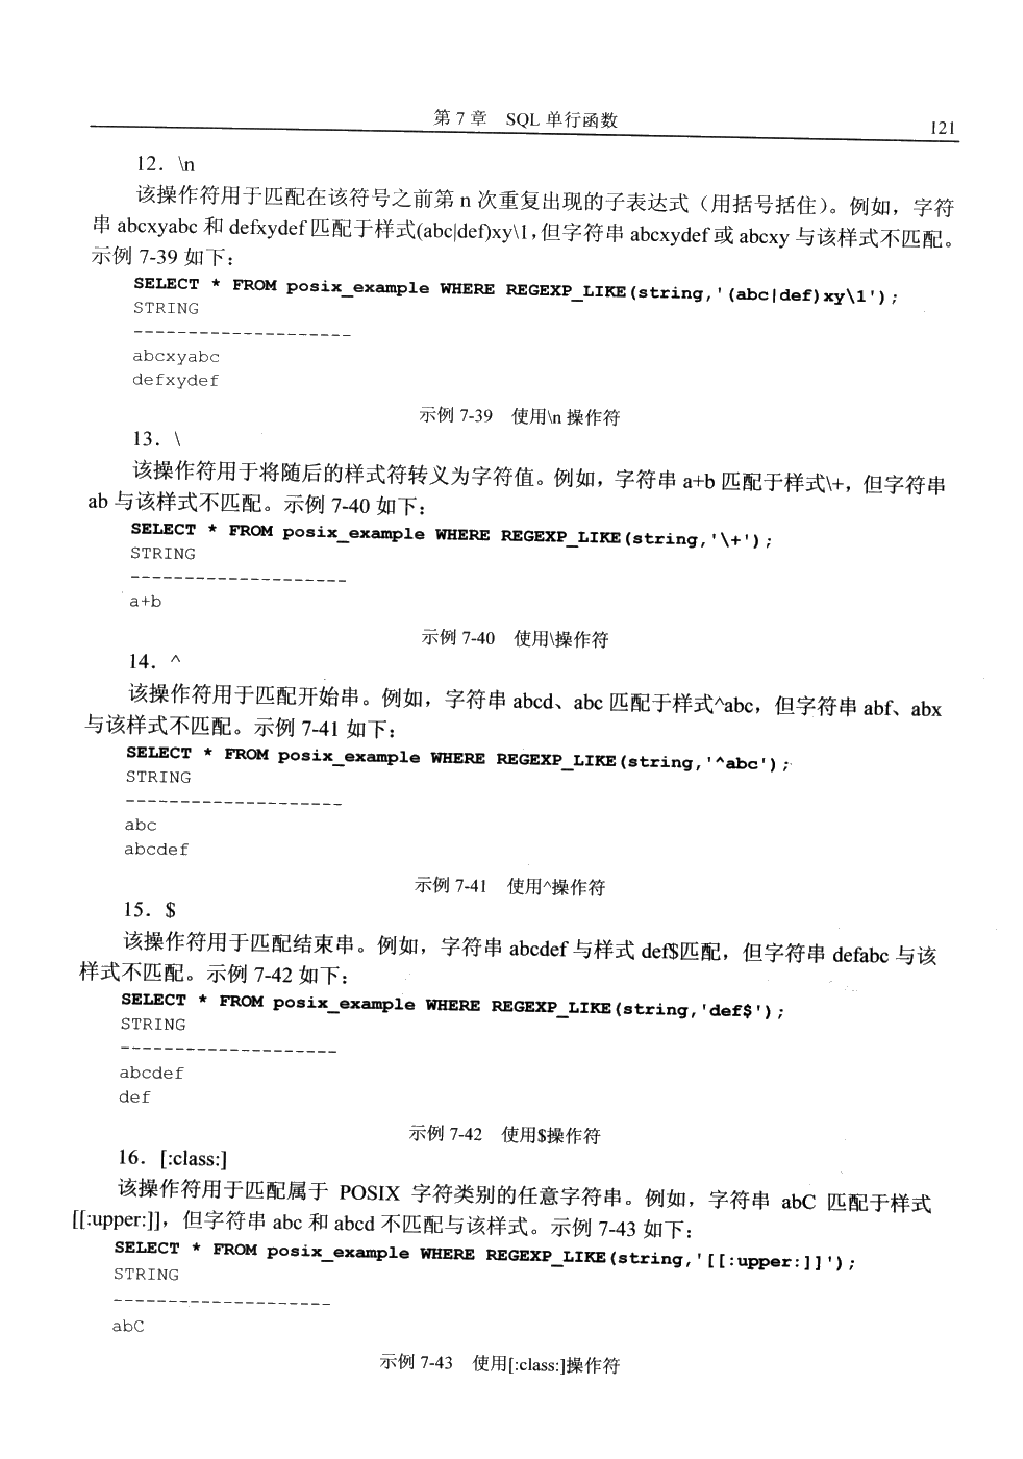 第 7 章 SQL 单行函数
121
12．\n
该操作符用于匹配在该符号之前第 n 次重复出现的子表达式（用括号括住）。例如，字符
串 abcxyabc 和 defxydef 匹配于样式(abc|def)xy\1，但字符串 abcxydef 或 abcxy 与该样式不匹配。
示例 7-39 如下：
SELECT * FROM posix_example WHERE REGEXP_LIKE(string,'(abc|def)xy\1');
STRING
--------------------
abcxyabc
defxydef
示例 7-39 使用\n 操作符
13．\
该操作符用于将随后的样式符转义为字符值。例如，字符串 a+b 匹配于样式\+，但字符串
ab 与该样式不匹配。示例 7-40 如下：
SELECT * FROM posix_example WHERE REGEXP_LIKE(string,'\+');
STRING
--------------------
a+b
示例 7-40 使用\操作符
14．^
该操作符用于匹配开始串。例如，字符串 abcd、abc 匹配于样式^abc，但字符串 abf、abx
与该样式不匹配。示例 7-41 如下：
SELECT * FROM posix_example WHERE REGEXP_LIKE(string,'^abc');
STRING
--------------------
abc
abcdef
示例 7-41 使用^操作符
15．$
该操作符用于匹配结束串。例如，字符串 abcdef 与样式 def$匹配，但字符串 defabc 与该
样式不匹配。示例 7-42 如下：
SELECT * FROM posix_example WHERE REGEXP_LIKE(string,'def$');
STRING
--------------------
abcdef
def
示例 7-42 使用$操作符
16．[:class:]
该操作符用于匹配属于 POSIX 字符类别的任意字符串。例如，字符串 abC 匹配于样式
[[:upper:]]，但字符串 abc 和 abcd 不匹配与该样式。示例 7-43 如下：
SELECT * FROM posix_example WHERE REGEXP_LIKE(string,'[[:upper:]]');
STRING
--------------------
abC
示例 7-43 使用[:class:]操作符